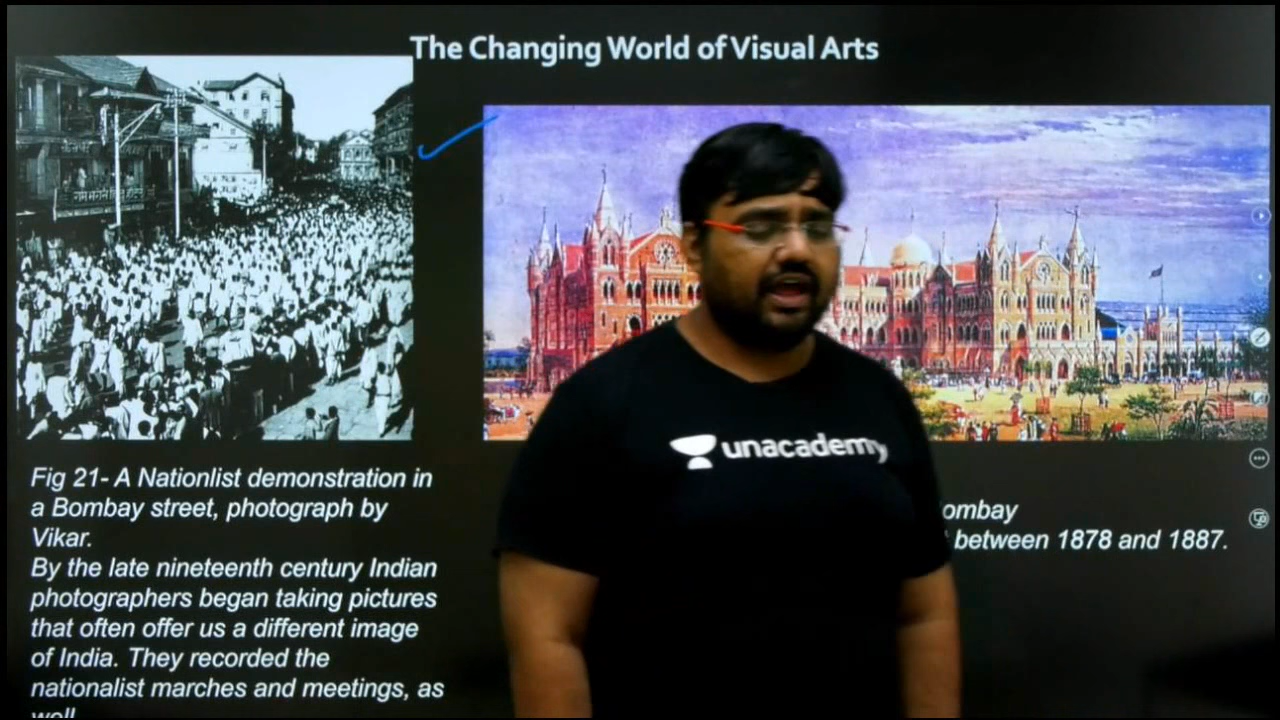 The Changing World of Visual Arts
Fig 21- A Nationlist demonstration in
a Bombay street, photograph by
Vikar.
By the late nineteenth century Indian
photographers began taking pictures
that often offer us a different image
of India. They recorded the
nationalist marches and meetings, as
well
unacademy
ombay
between 1878 and 1887.